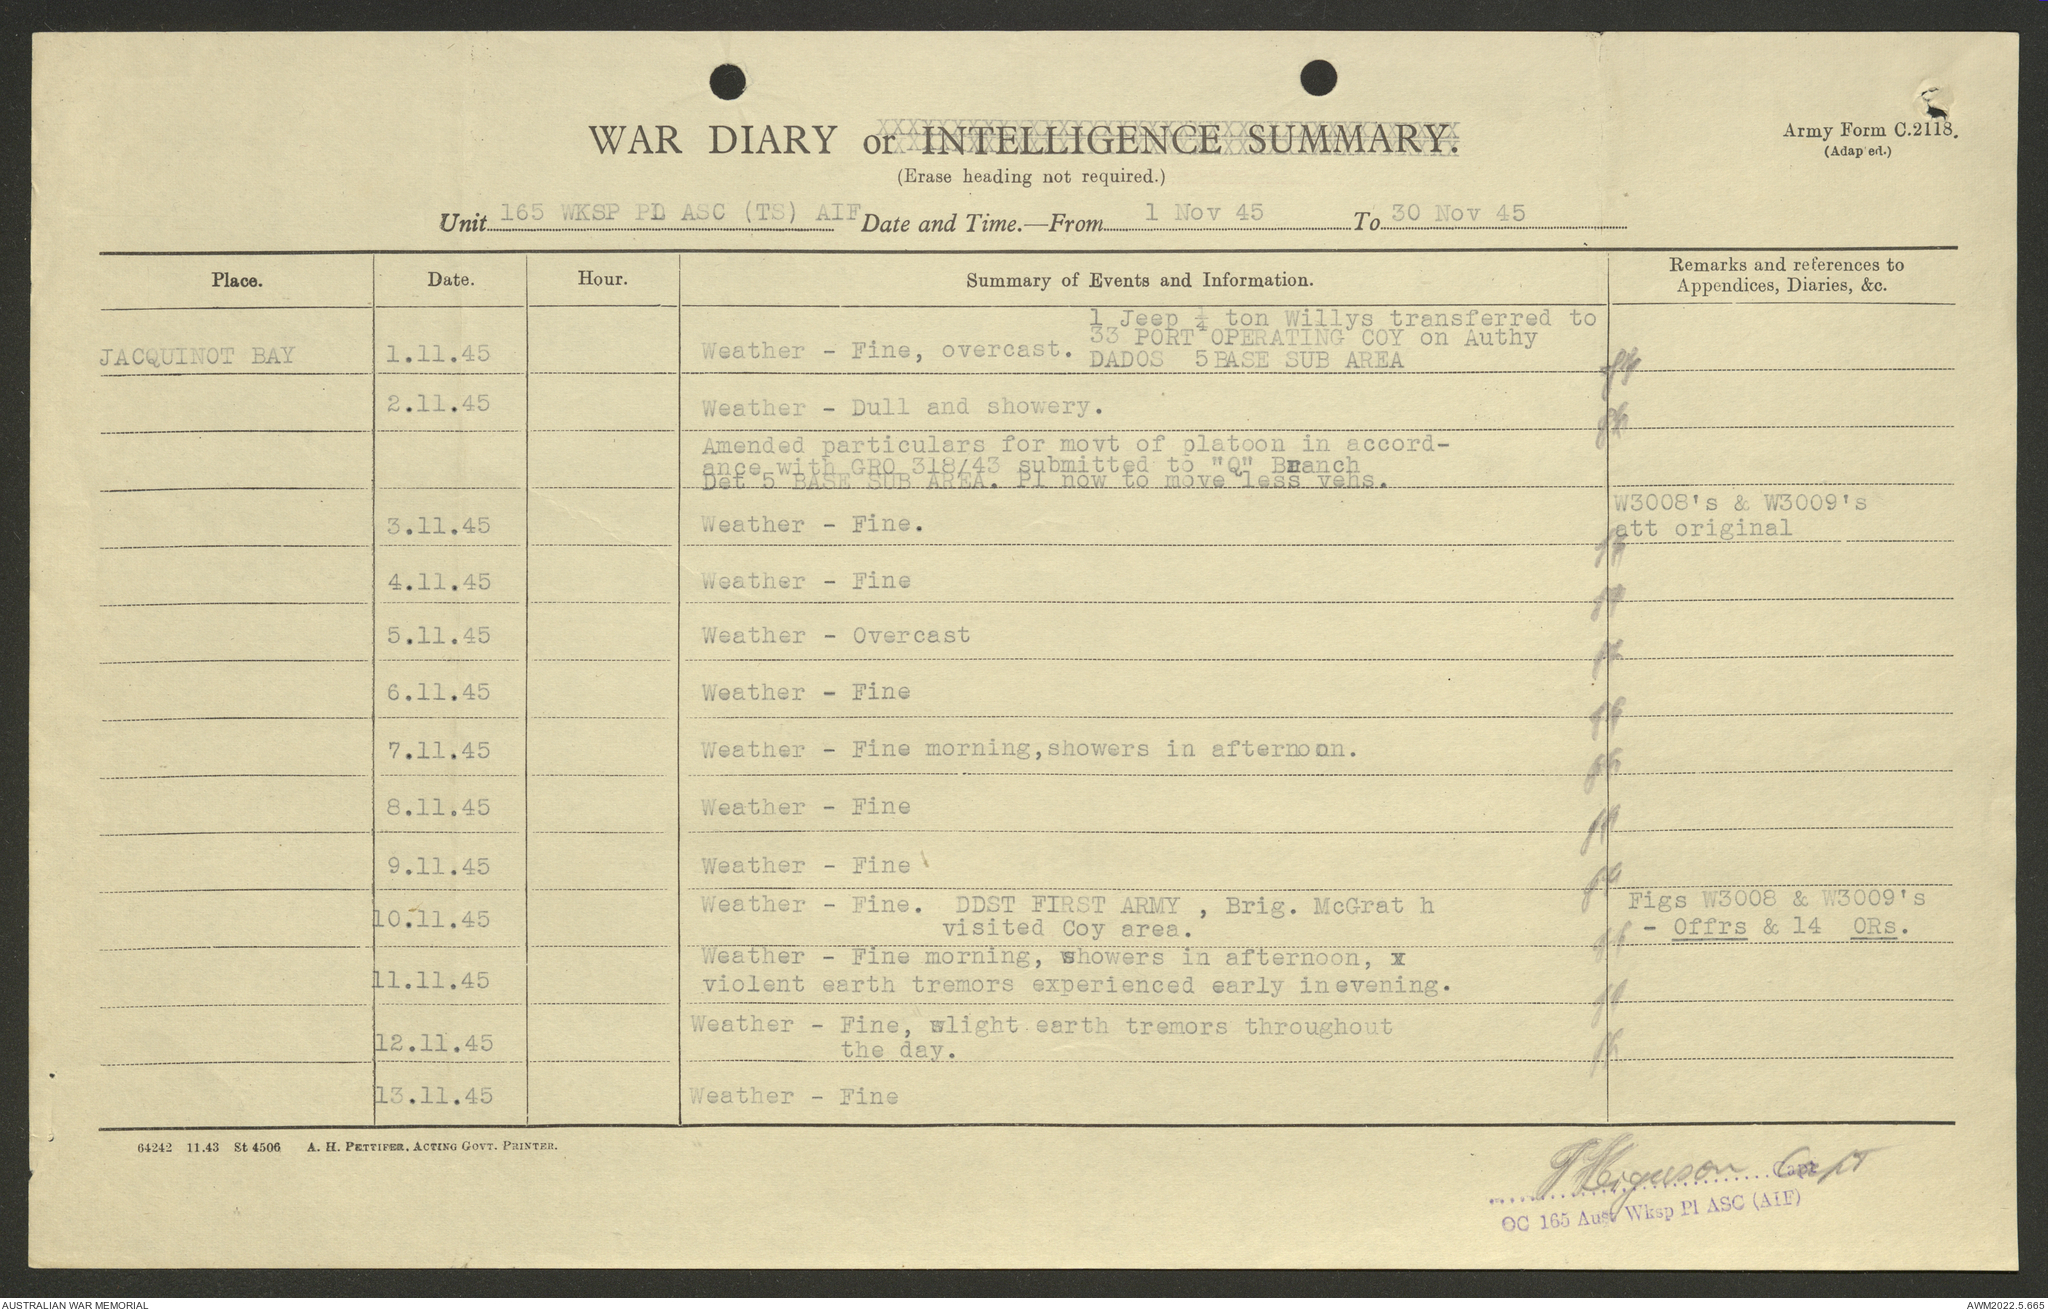 WAR DIARY or INTELLIGENCE SUMMARY.
Army Form C.2118.
(Adap ed.)
(Erase heading not required.)
Unit 165 WKSP PL ASC (TS) AIF Date and Time.—From 1 Nov 45 To 30 Nov 45
Place. Date. Hour. Summary of Events and Information. Remarks and references to
Appendices, Diaries, &c.
1 Jeep ¼ ton Willys transferred to
33 PORT OPERATING COY on Authy
JACQUINOT BAY 1.11.45 Weather - Fine, overcast. DADOS 5 BASE SUB AREA
2.11.45 Weather - Dull and showery.
Amended particulars for movt of platoon in accord-
ance with GRO 318/43 submitted to "Q" Branch
Det 5 BASE SUB AREA. Pl now to move less vehs.
W3008's & W3009's
3.11.45 Weather - Fine. att original
4.11.45 Weather - Fine
5.11.45 Weather - Overcast
6.11.45 Weather - Fine
7.11.45 Weather - Fine morning,showers in afternoon.
8.11.45 Weather - Fine
9.11.45 Weather - Fine
10.11.45 Weather - Fine. DDST FIRST ARMY , Brig. McGrat h Figs W3008 & W3009's
visited Coy area. - Offrs & 14 ORs.
Weather - Fine morning, showers in afternoon, x
11.11.45 violent earth tremors experienced early in evening.
Weather - Fine, slight earth tremors throughout
12.11.45 the day.
13.11.45 Weather - Fine
64242 11.43 St 4506 A. H. PETTIFER, ACTING GOVT. PRINTER.
Ferguson Capt
Capt
OC 165 Aust Wksp Pl ASC (AIF)
AUSTRALIAN WAR MEMORIAL
AWM2022.5.665